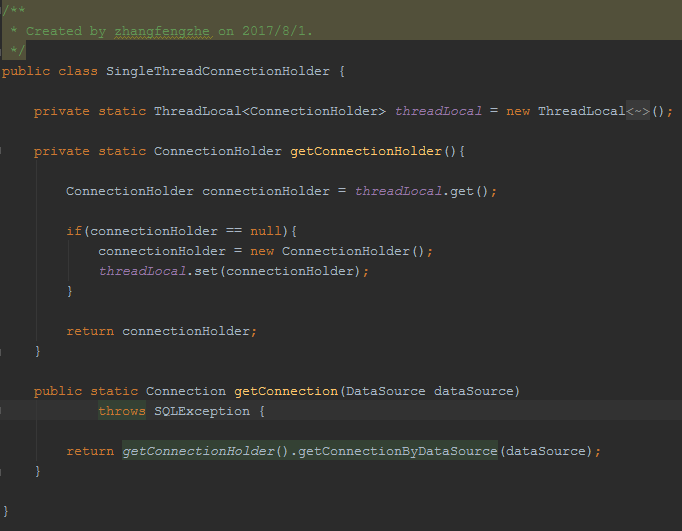 /**
 * Created by zhangfengzhe on 2017/8/1.
 */
public class SingleThreadConnectionHolder {
    private static ThreadLocal<ConnectionHolder> threadLocal = new ThreadLocal<~>();
    private static ConnectionHolder getConnectionHolder(){
        ConnectionHolder connectionHolder = threadLocal.get();
        if(connectionHolder == null){
            connectionHolder = new ConnectionHolder();
            threadLocal.set(connectionHolder);
        }
        return connectionHolder;
    }
    public static Connection getConnection(DataSource dataSource)
            throws SQLException {
        return getConnectionHolder().getConnectionByDataSource(dataSource);
    }
}